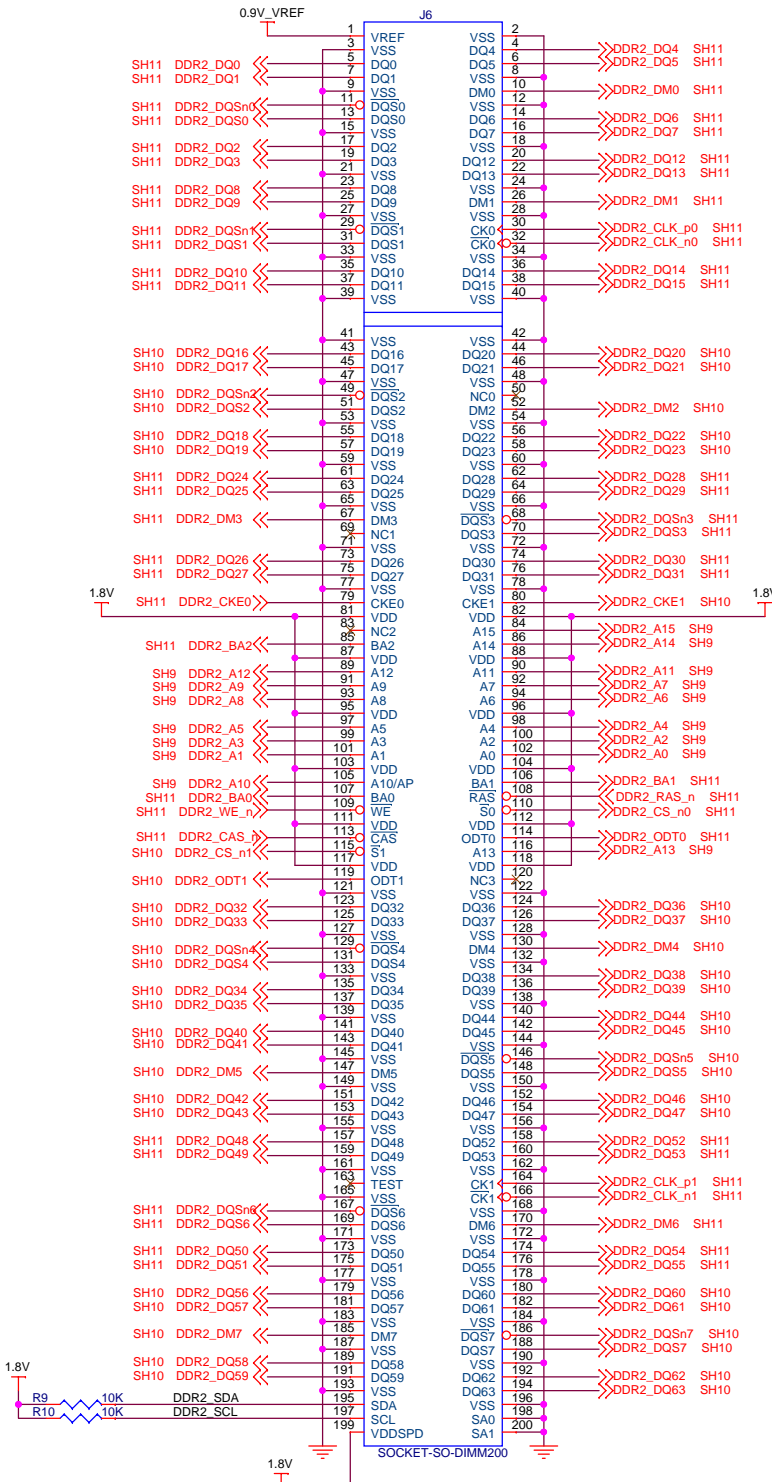 0.9V_VREF J6
1 VREF VSS 2
3 VSS DQ4 4 DDR2_DQ4 SH11
SH11 DDR2_DQ0 5 DQ0 DQ5 6 DDR2_DQ5 SH11
SH11 DDR2_DQ1 7 DQ1 VSS 8
9 VSS DM0 10 DDR2_DM0 SH11
SH11 DDR2_DQSn0 11 DQS0 VSS 12
SH11 DDR2_DQS0 13 DQS0 DQ6 14 DDR2_DQ6 SH11
15 VSS DQ7 16 DDR2_DQ7 SH11
SH11 DDR2_DQ2 17 DQ2 VSS 18
SH11 DDR2_DQ3 19 DQ3 DQ12 20 DDR2_DQ12 SH11
21 VSS DQ13 22 DDR2_DQ13 SH11
SH11 DDR2_DQ8 23 DQ8 VSS 24
SH11 DDR2_DQ9 25 DQ9 DM1 26 DDR2_DM1 SH11
27 VSS VSS 28
SH11 DDR2_DQSn1 29 DQS1 CK0 30 DDR2_CLK_p0 SH11
SH11 DDR2_DQS1 31 DQS1 CK0 32 DDR2_CLK_n0 SH11
33 VSS VSS 34
SH11 DDR2_DQ10 35 DQ10 DQ14 36 DDR2_DQ14 SH11
SH11 DDR2_DQ11 37 DQ11 DQ15 38 DDR2_DQ15 SH11
39 VSS VSS 40
41 VSS VSS 42
SH10 DDR2_DQ16 43 DQ16 DQ20 44 DDR2_DQ20 SH10
SH10 DDR2_DQ17 45 DQ17 DQ21 46 DDR2_DQ21 SH10
47 VSS VSS 48
SH10 DDR2_DQSn2 49 DQS2 NC0 50
SH10 DDR2_DQS2 51 DQS2 DM2 52 DDR2_DM2 SH10
53 VSS VSS 54
SH10 DDR2_DQ18 55 DQ18 DQ22 56 DDR2_DQ22 SH10
SH10 DDR2_DQ19 57 DQ19 DQ23 58 DDR2_DQ23 SH10
59 VSS VSS 60
SH11 DDR2_DQ24 61 DQ24 DQ28 62 DDR2_DQ28 SH11
SH11 DDR2_DQ25 63 DQ25 DQ29 64 DDR2_DQ29 SH11
65 VSS VSS 66
SH11 DDR2_DM3 67 DM3 DQS3 68 DDR2_DQSn3 SH11
69 NC1 DQS3 70 DDR2_DQS3 SH11
71 VSS VSS 72
SH11 DDR2_DQ26 73 DQ26 DQ30 74 DDR2_DQ30 SH11
SH11 DDR2_DQ27 75 DQ27 DQ31 76 DDR2_DQ31 SH11
77 VSS VSS 78
1.8V SH11 DDR2_CKE0 79 CKE0 CKE1 80 DDR2_CKE1 SH10 1.8V
81 VDD VDD 82
83 NC2 A15 84 DDR2_A15 SH9
SH11 DDR2_BA2 85 BA2 A14 86 DDR2_A14 SH9
87 VDD VDD 88
SH9 DDR2_A12 89 A12 A11 90 DDR2_A11 SH9
SH9 DDR2_A9 91 A9 A7 92 DDR2_A7 SH9
SH9 DDR2_A8 93 A8 A6 94 DDR2_A6 SH9
95 VDD VDD 96
SH9 DDR2_A5 97 A5 A4 98 DDR2_A4 SH9
SH9 DDR2_A3 99 A3 A2 100 DDR2_A2 SH9
SH9 DDR2_A1 101 A1 A0 102 DDR2_A0 SH9
103 VDD VDD 104
SH9 DDR2_A10 105 A10/AP BA1 106 DDR2_BA1 SH11
SH11 DDR2_BA0 107 BA0 RAS 108 DDR2_RAS_n SH11
SH11 DDR2_WE_n 109 WE S0 110 DDR2_CS_n0 SH11
111 VDD VDD 112
SH11 DDR2_CAS_n 113 CAS ODT0 114 DDR2_ODT0 SH11
SH10 DDR2_CS_n1 115 S1 A13 116 DDR2_A13 SH9
117 VDD VDD 118
SH10 DDR2_ODT1 119 ODT1 NC3 120
121 VSS VSS 122
SH10 DDR2_DQ32 123 DQ32 DQ36 124 DDR2_DQ36 SH10
SH10 DDR2_DQ33 125 DQ33 DQ37 126 DDR2_DQ37 SH10
127 VSS VSS 128
SH10 DDR2_DQSn4 129 DQS4 DM4 130 DDR2_DM4 SH10
SH10 DDR2_DQS4 131 DQS4 VSS 132
133 VSS DQ38 134 DDR2_DQ38 SH10
SH10 DDR2_DQ34 135 DQ34 DQ39 136 DDR2_DQ39 SH10
SH10 DDR2_DQ35 137 DQ35 VSS 138
139 VSS DQ44 140 DDR2_DQ44 SH10
SH10 DDR2_DQ40 141 DQ40 DQ45 142 DDR2_DQ45 SH10
SH10 DDR2_DQ41 143 DQ41 VSS 144
145 VSS DQS5 146 DDR2_DQSn5 SH10
SH10 DDR2_DM5 147 DM5 DQS5 148 DDR2_DQS5 SH10
149 VSS VSS 150
SH10 DDR2_DQ42 151 DQ42 DQ46 152 DDR2_DQ46 SH10
SH10 DDR2_DQ43 153 DQ43 DQ47 154 DDR2_DQ47 SH10
155 VSS VSS 156
SH11 DDR2_DQ48 157 DQ48 DQ52 158 DDR2_DQ52 SH11
SH11 DDR2_DQ49 159 DQ49 DQ53 160 DDR2_DQ53 SH11
161 VSS VSS 162
163 TEST CK1 164 DDR2_CLK_p1 SH11
165 VSS CK1 166 DDR2_CLK_n1 SH11
SH11 DDR2_DQSn6 167 DQS6 VSS 168
SH11 DDR2_DQS6 169 DQS6 DM6 170 DDR2_DM6 SH11
171 VSS VSS 172
SH11 DDR2_DQ50 173 DQ50 DQ54 174 DDR2_DQ54 SH11
SH11 DDR2_DQ51 175 DQ51 DQ55 176 DDR2_DQ55 SH11
177 VSS VSS 178
SH10 DDR2_DQ56 179 DQ56 DQ60 180 DDR2_DQ60 SH10
SH10 DDR2_DQ57 181 DQ57 DQ61 182 DDR2_DQ61 SH10
183 VSS VSS 184
SH10 DDR2_DM7 185 DM7 DQS7 186 DDR2_DQSn7 SH10
187 VSS DQS7 188 DDR2_DQS7 SH10
SH10 DDR2_DQ58 189 DQ58 VSS 190
SH10 DDR2_DQ59 191 DQ59 DQ62 192 DDR2_DQ62 SH10
1.8V 193 VSS DQ63 194 DDR2_DQ63 SH10
R9 10K DDR2_SDA 195 SDA VSS 196
R10 10K DDR2_SCL 197 SCL SA0 198
199 VDDSPD SA1 200
SOCKET-SO-DIMM200
1.8V